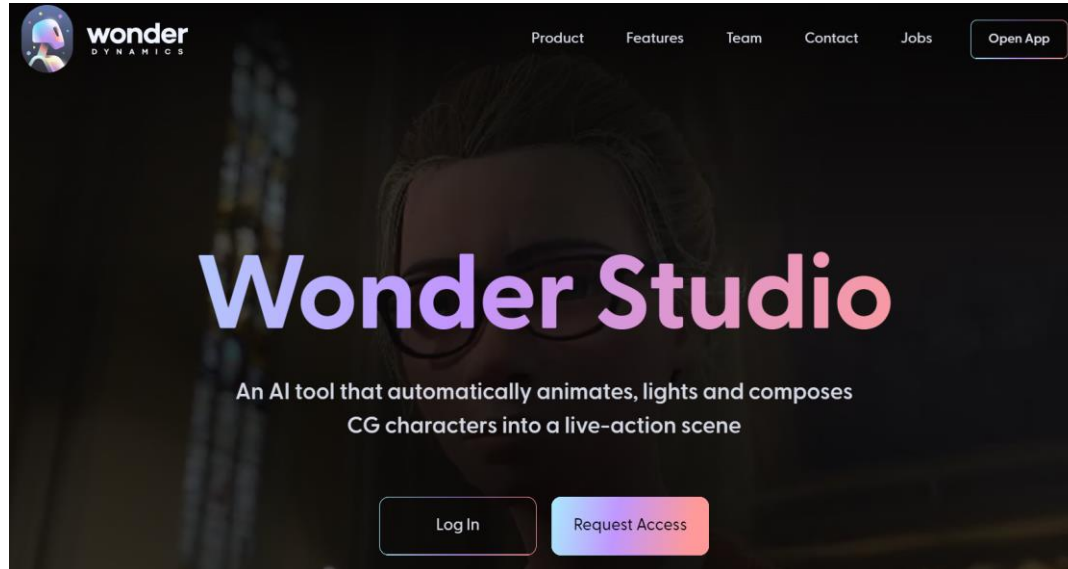 wonder
DYNAMICS
Product Features Team Contact Jobs Open App
Wonder Studio
An AI tool that automatically animates, lights and composes
CG characters into a live-action scene
Log In Request Access